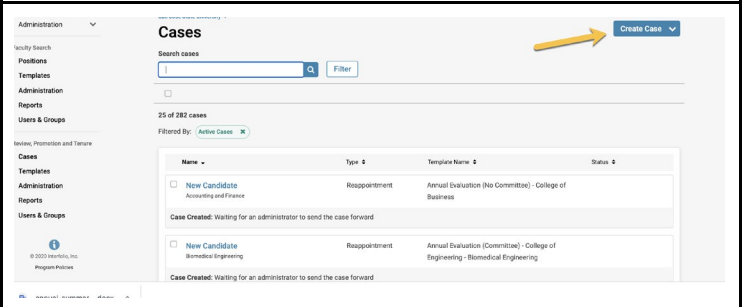 Administration
Cases
Create Case
Faculty Search
Search cases
Positions
Filter
Templates
Administration
Reports
25 of 282 cases
Users & Groups
Filtered By: Active Cases ×
Review, Promotion and Tenure
Name
Type
Template Name
Status
Cases
Templates
New Candidate
Reappointment
Annual Evaluation (No Committee) - College of
Business
Accounting and Finance
Administration
Reports
Case Created: Waiting for an administrator to send the case forward
Users & Groups
New Candidate
Reappointment
Annual Evaluation (Committee) - College of
Engineering - Biomedical Engineering
Biomedical Engineering
Case Created: Waiting for an administrator to send the case forward
© 2023 Interfolio, Inc.
Program Policies